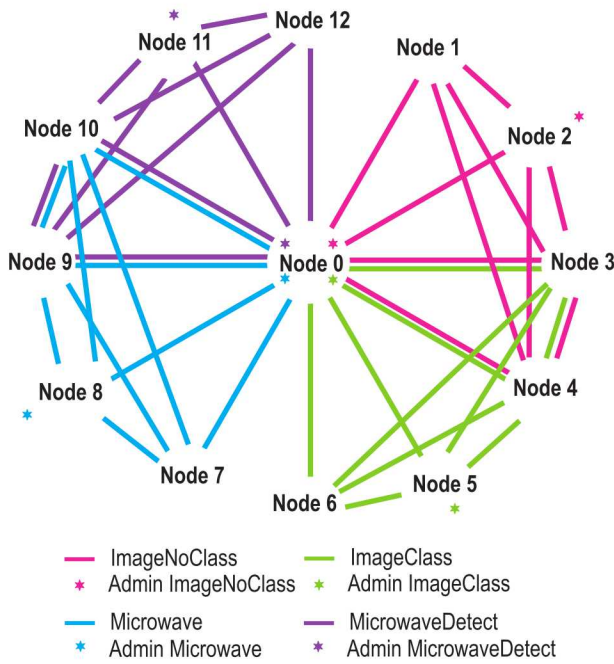 Node 12
Node 11
Node 1
Node 10
Node 2
Node 9
Node 0
Node 3
Node 8
Node 4
Node 7
Node 5
Node 6
ImageNoClass
ImageClass
Admin ImageNoClass
Admin ImageClass
Microwave
MicrowaveDetect
Admin Microwave
Admin MicrowaveDetect